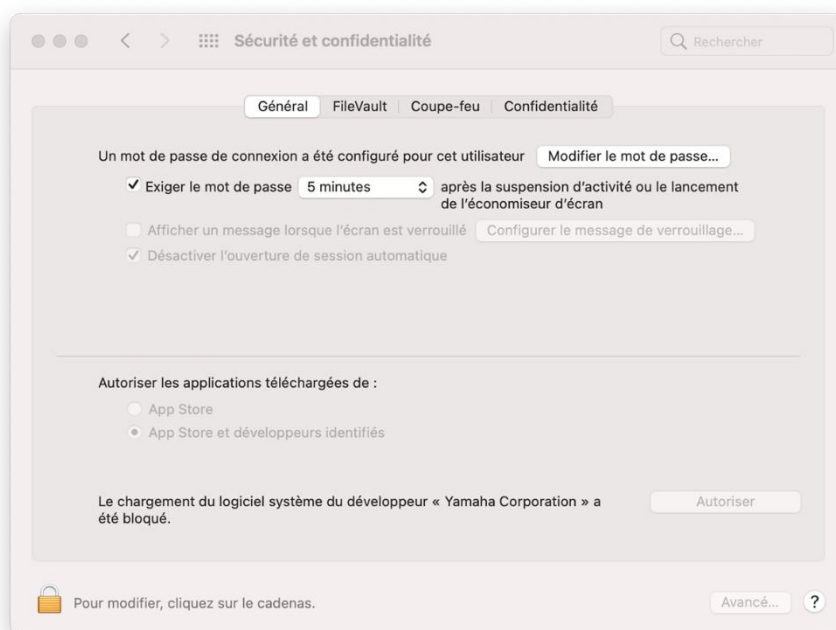 Sécurité et confidentialité
Rechercher
Général FileVault Coupe-feu Confidentialité
Un mot de passe de connexion a été configuré pour cet utilisateur Modifier le mot de passe...
Exiger le mot de passe 5 minutes après la suspension d'activité ou le lancement
de l'économiseur d'écran
Afficher un message lorsque l'écran est verrouillé Configurer le message de verrouillage...
Désactiver l'ouverture de session automatique
Autoriser les applications téléchargées de :
App Store
App Store et développeurs identifiés
Le chargement du logiciel système du développeur « Yamaha Corporation » a
été bloqué.
Autoriser
Pour modifier, cliquez sur le cadenas.
Avancé... ?